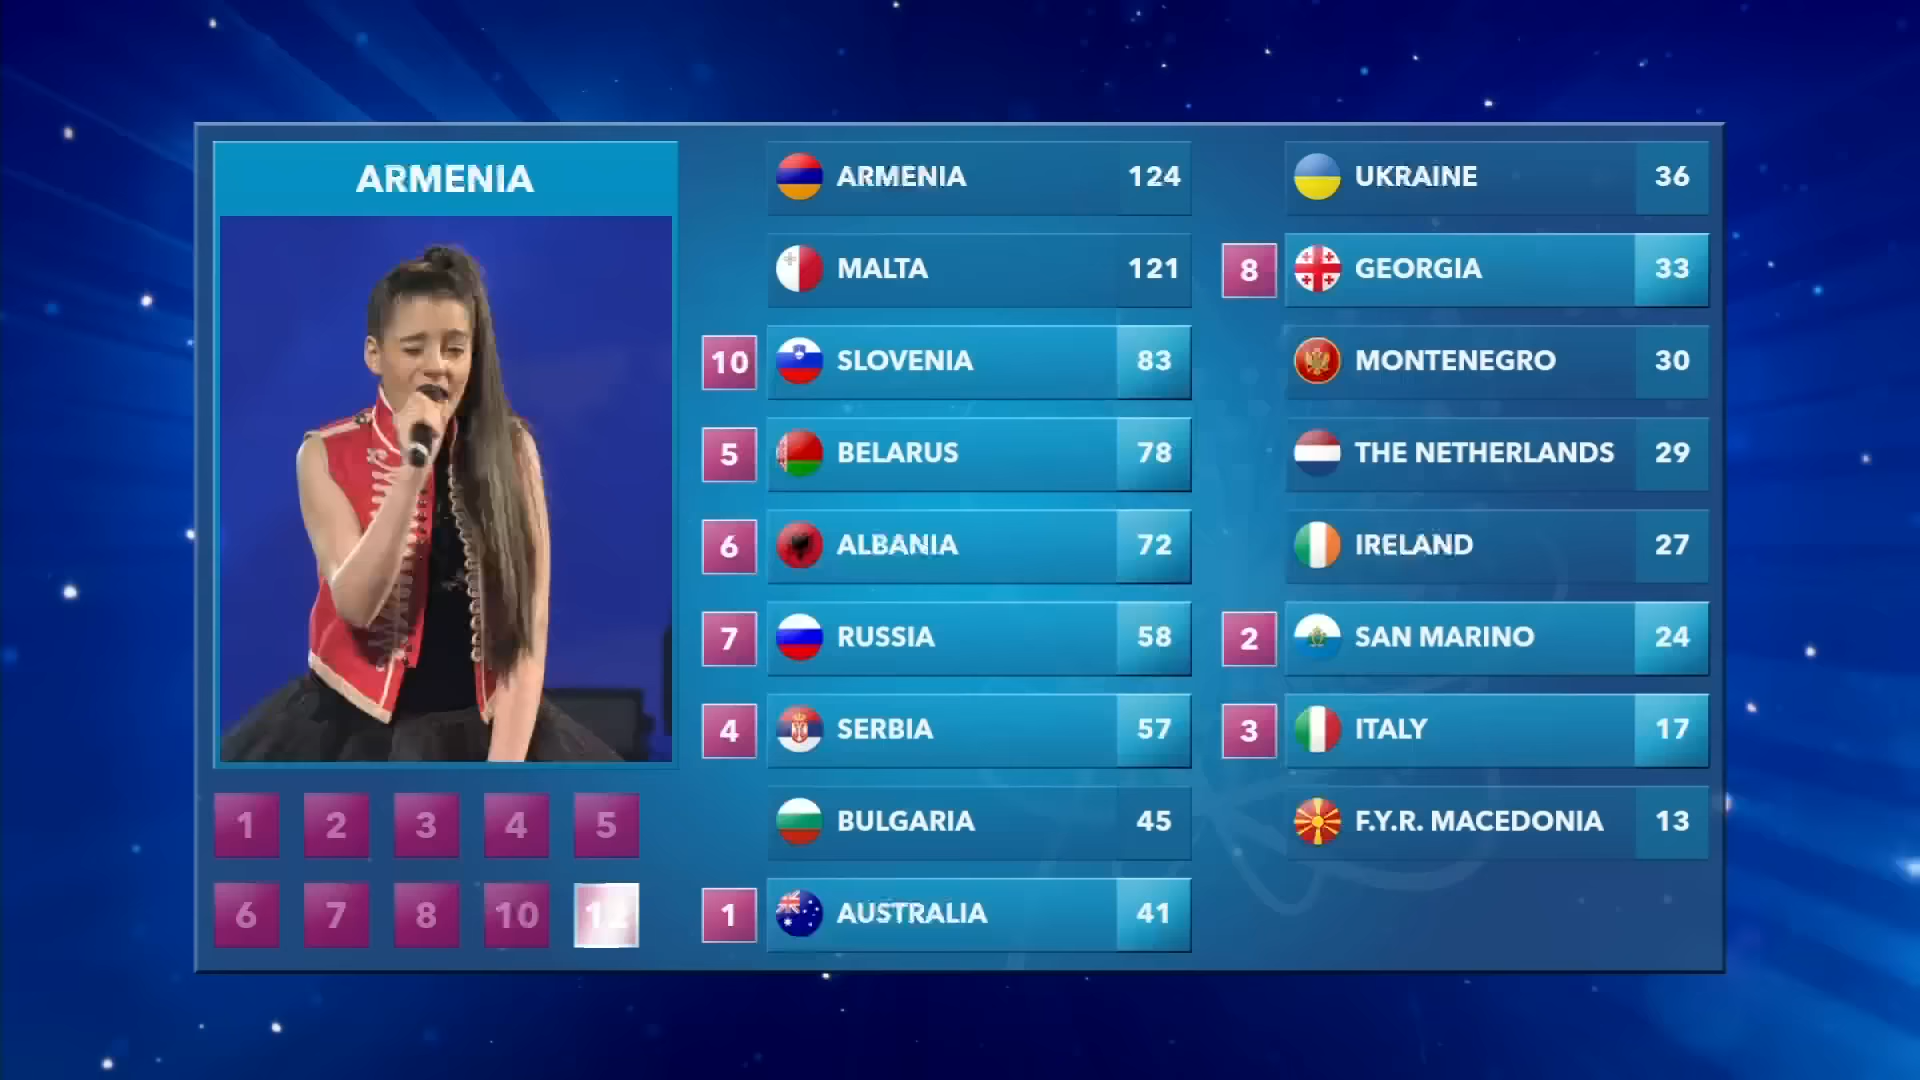 ARMENIA
1 2 3 4 5
6 7 8 10 12
ARMENIA 124
MALTA 121
10 SLOVENIA 83
5 BELARUS 78
6 ALBANIA 72
7 RUSSIA 58
4 SERBIA 57
BULGARIA 45
1 AUSTRALIA 41
UKRAINE 36
8 GEORGIA 33
MONTENEGRO 30
THE NETHERLANDS 29
IRELAND 27
2 SAN MARINO 24
3 ITALY 17
F.Y.R. MACEDONIA 13